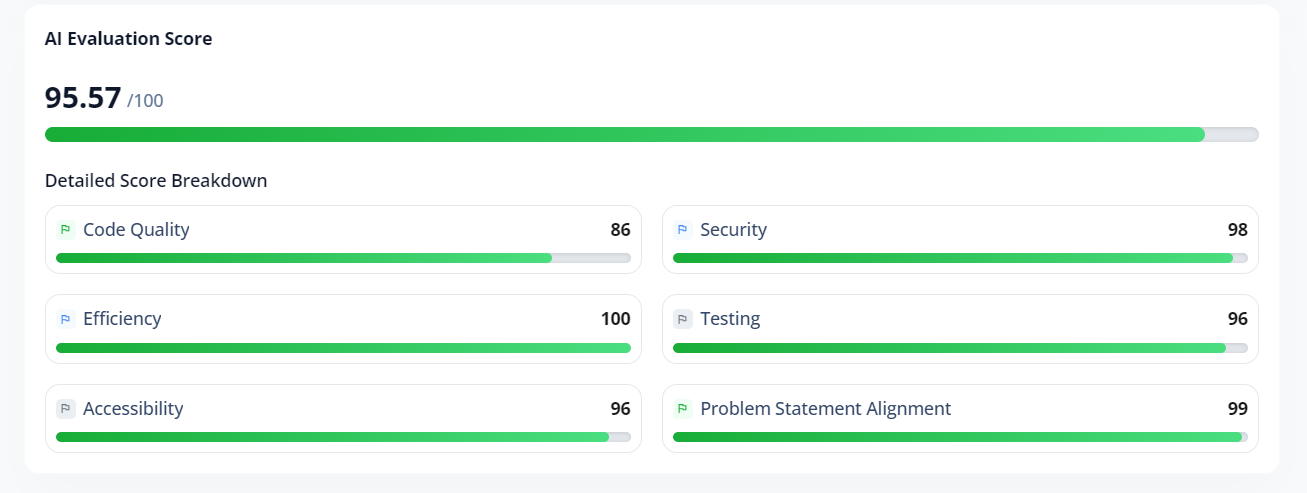 AI Evaluation Score
95.57 /100
Detailed Score Breakdown
Code Quality 86
Security 98
Efficiency 100
Testing 96
Accessibility 96
Problem Statement Alignment 99